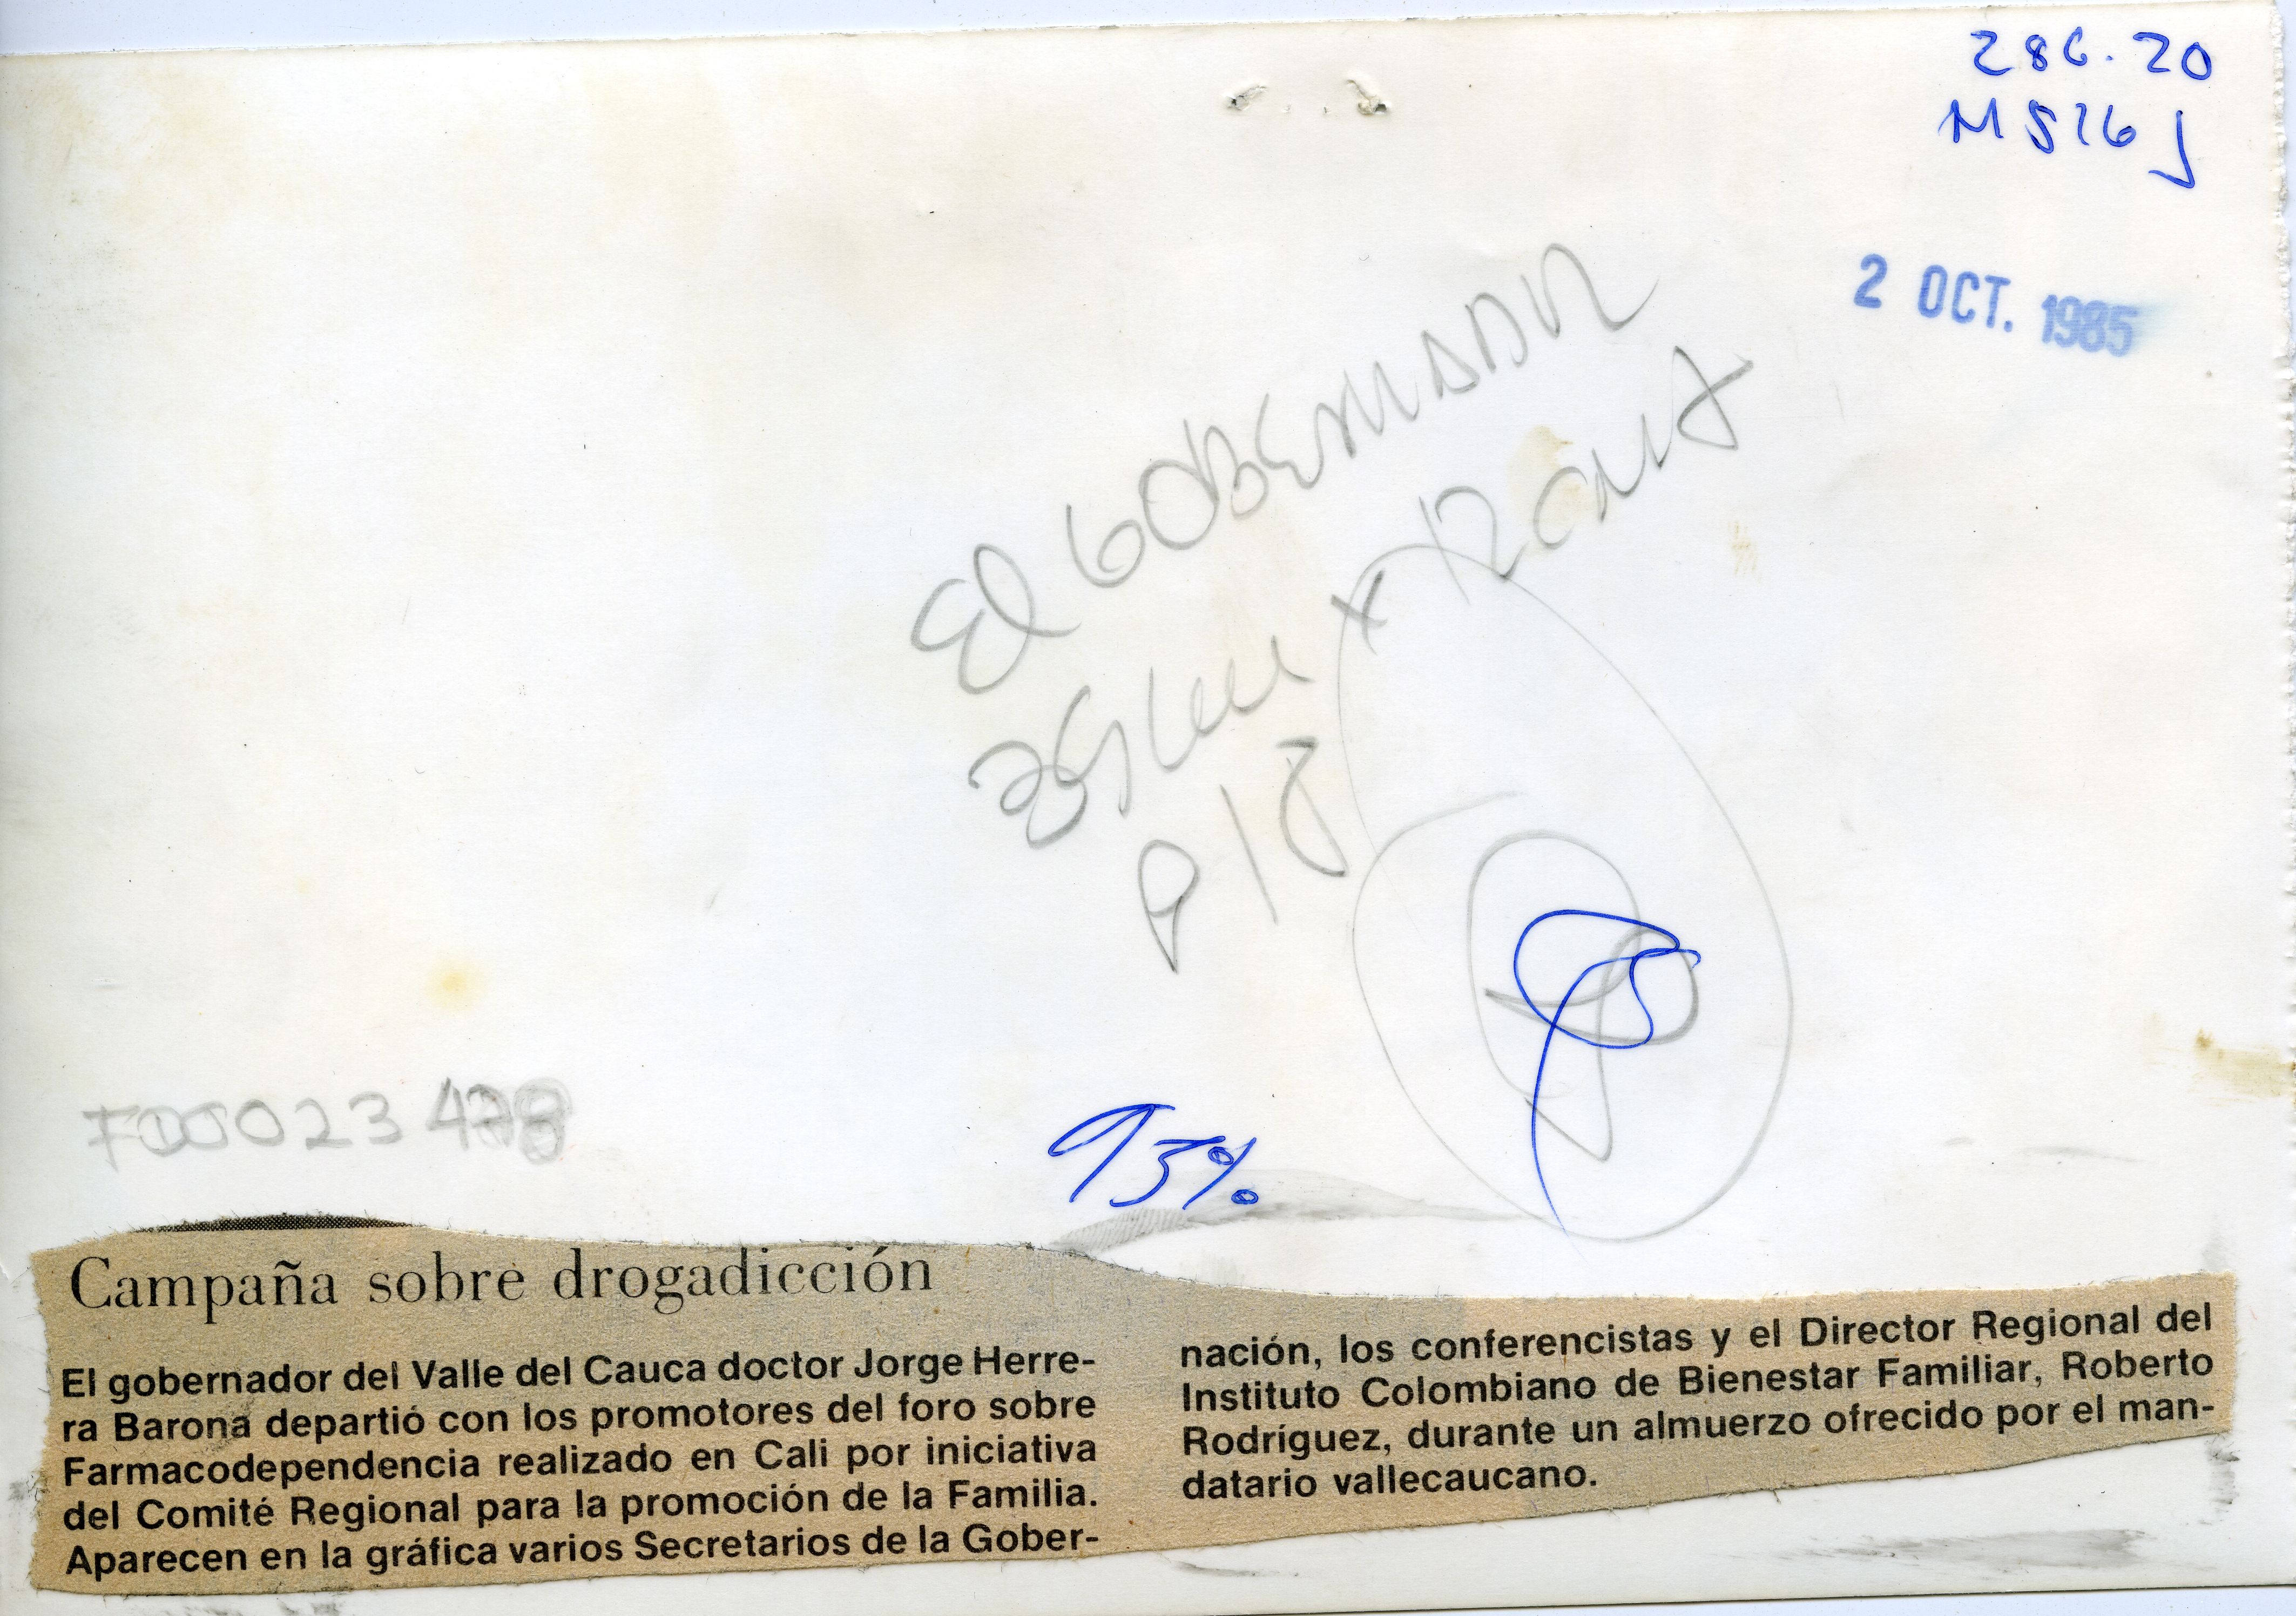 286.20
M526j
2 OCT. 1985
El GOBERNADOR
P18
F00023478
93%
Campaña sobre drogadicción
El gobernador del Valle del Cauca doctor Jorge Herre-
ra Barona departió con los promotores del foro sobre
Farmacodependencia realizado en Cali por iniciativa
del Comité Regional para la promoción de la Familia.
Aparecen en la gráfica varios Secretarios de la Gober-
nación, los conferencistas y el Director Regional del
Instituto Colombiano de Bienestar Familiar, Roberto
Rodríguez, durante un almuerzo ofrecido por el man-
datario vallecaucano.